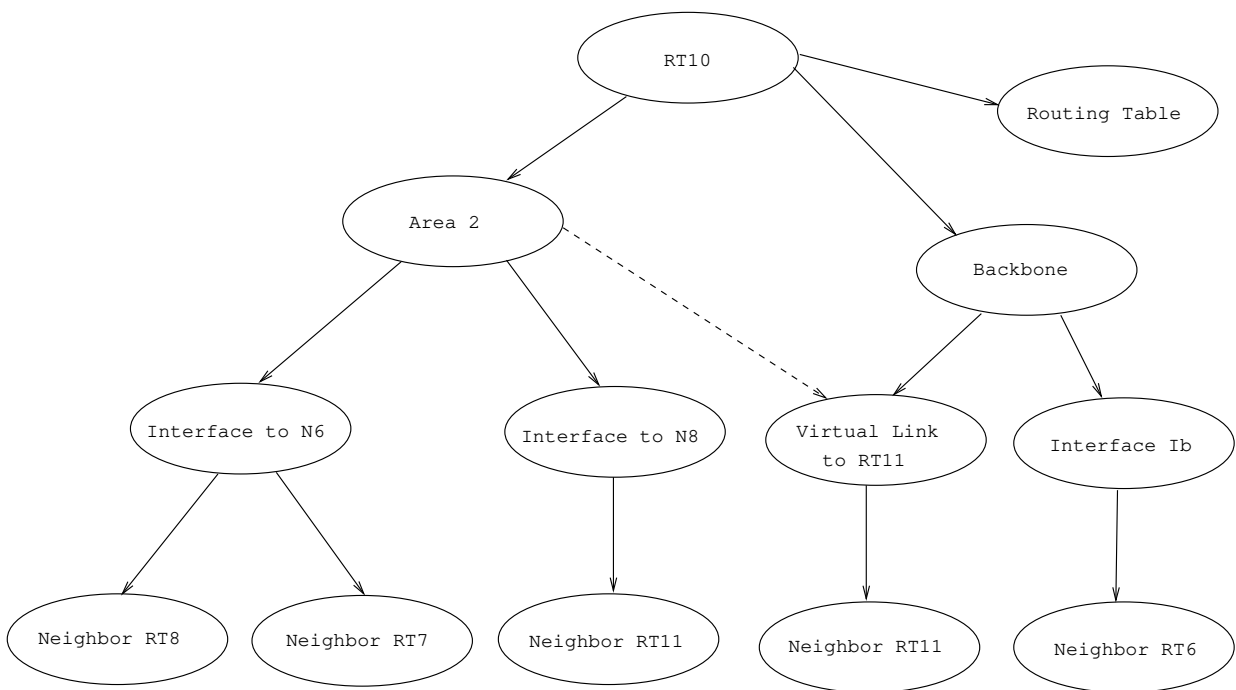 RT10
Routing Table
Area 2
Backbone
Interface to N6
Interface to N8
Virtual Link
to RT11
Interface Ib
Neighbor RT8
Neighbor RT7
Neighbor RT11
Neighbor RT11
Neighbor RT6